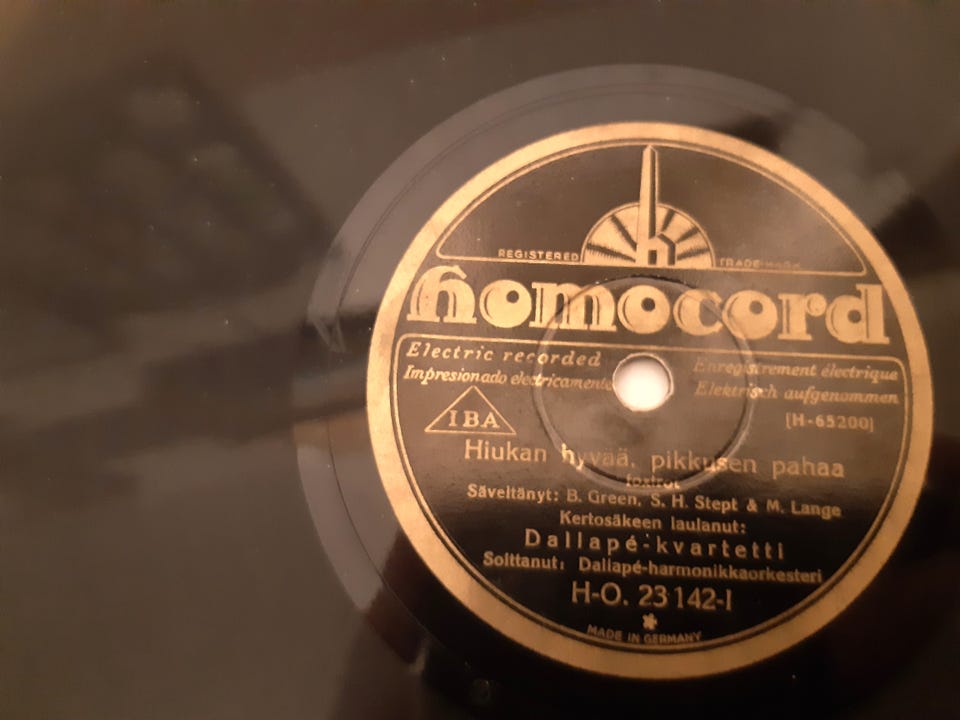 REGISTERED TRADE-MARK
h
homocord
Electric recorded
Impresionado electricamente
Enregistrement électrique
Elektrisch aufgenommen
IBA
[H-65200]
Hiukan hyvää, pikkusen pahaa
foxtrot
Säveltänyt: B. Green, S. H. Stept & M. Lange
Kertosäkeen laulanut:
Dallapé-kvartetti
Soittanut: Dallapé-harmonikkaorkesteri
H-O. 23142-I
MADE IN GERMANY